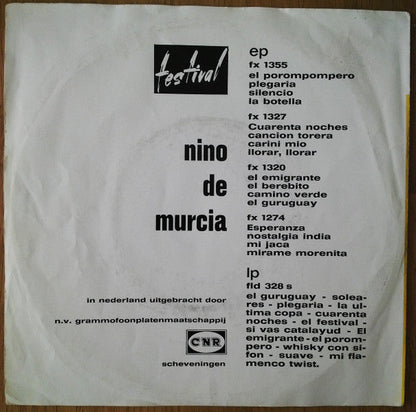 festival
nino
de
murcia
in nederland uitgebracht door
n.v. grammofoonplatenmaatschappij
CNR
scheveningen
ep
fx 1355
el porompompero
plegaria
silencio
la botella
fx 1327
Cuarenta noches
cancion torera
carini mio
llorar, llorar
fx 1320
el emigrante
el berebito
camino verde
el guruguay
fx 1274
Esperanza
nostalgia india
mi jaca
mirame morenita
lp
fld 328 s
el guruguay - solea-
res - plegaria - la ul-
tima copa - cuarenta
noches - el festival -
si vas catalayud - El
emigrante - el porom-
pero - whisky con si-
fon - suave - mi fla-
menco twist.